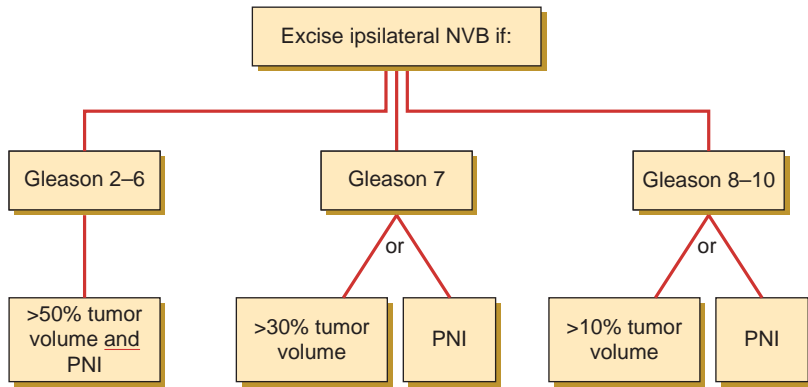 Excise ipsilateral NVB if:
Gleason 2–6
Gleason 7
Gleason 8–10
or
or
>50% tumor
volume and
PNI
>30% tumor
volume
PNI
>10% tumor
volume
PNI